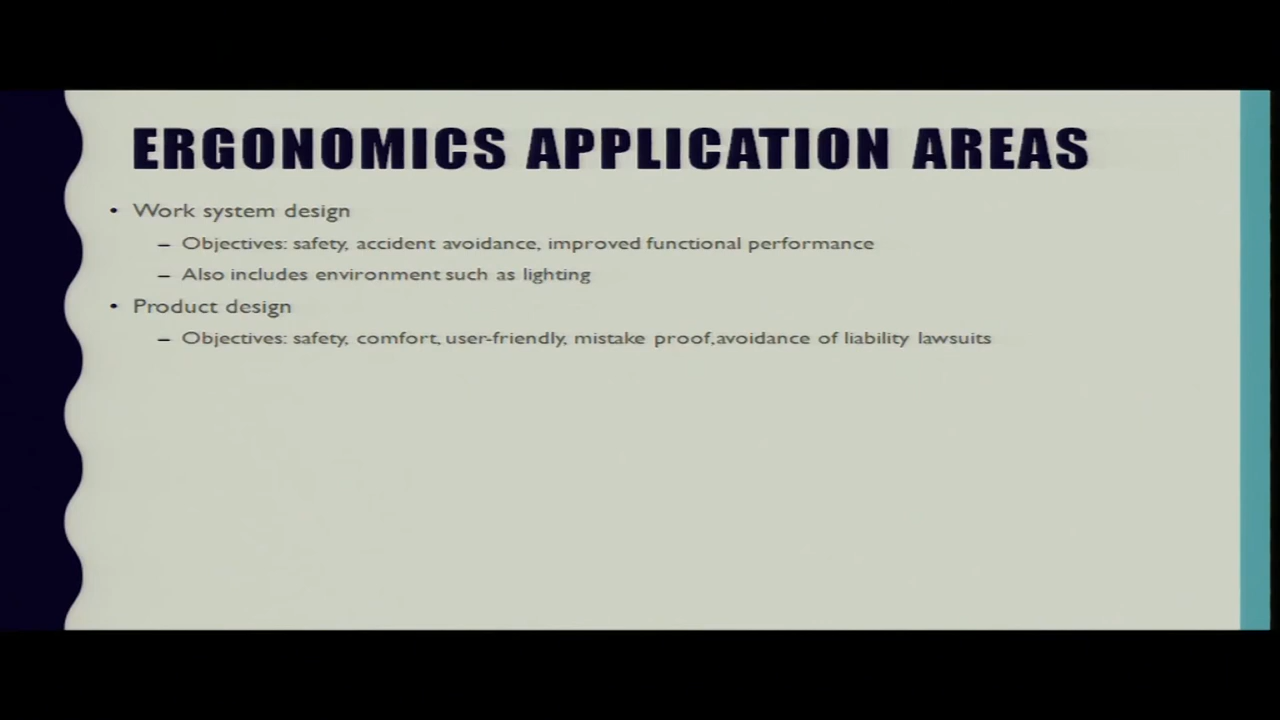 ERGONOMICS APPLICATION AREAS
• Work system design
– Objectives: safety, accident avoidance, improved functional performance
– Also includes environment such as lighting
• Product design
– Objectives: safety, comfort, user-friendly, mistake proof,avoidance of liability lawsuits